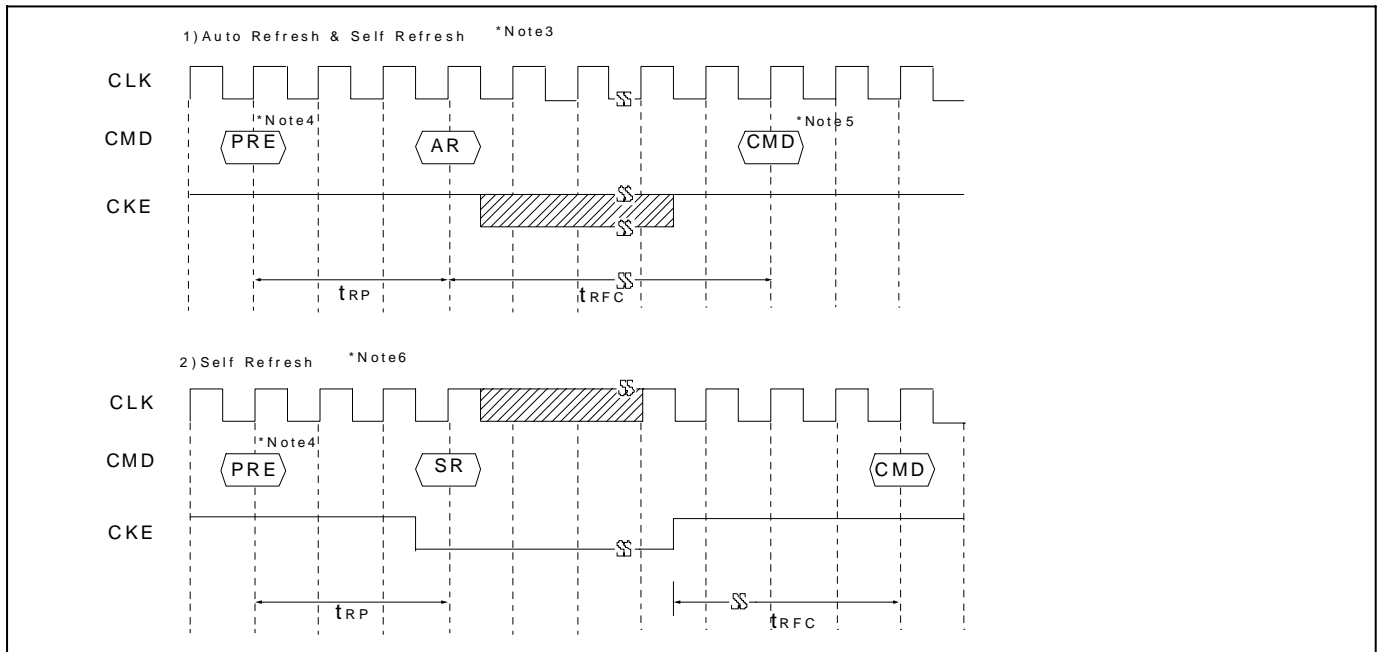 1)Auto Refresh & Self Refresh *Note3
CLK
CMD PRE *Note4 AR CMD *Note5
CKE
tRP tRFC
2)Self Refresh *Note6
CLK
CMD PRE *Note4 SR CMD
CKE
tRP tRFC